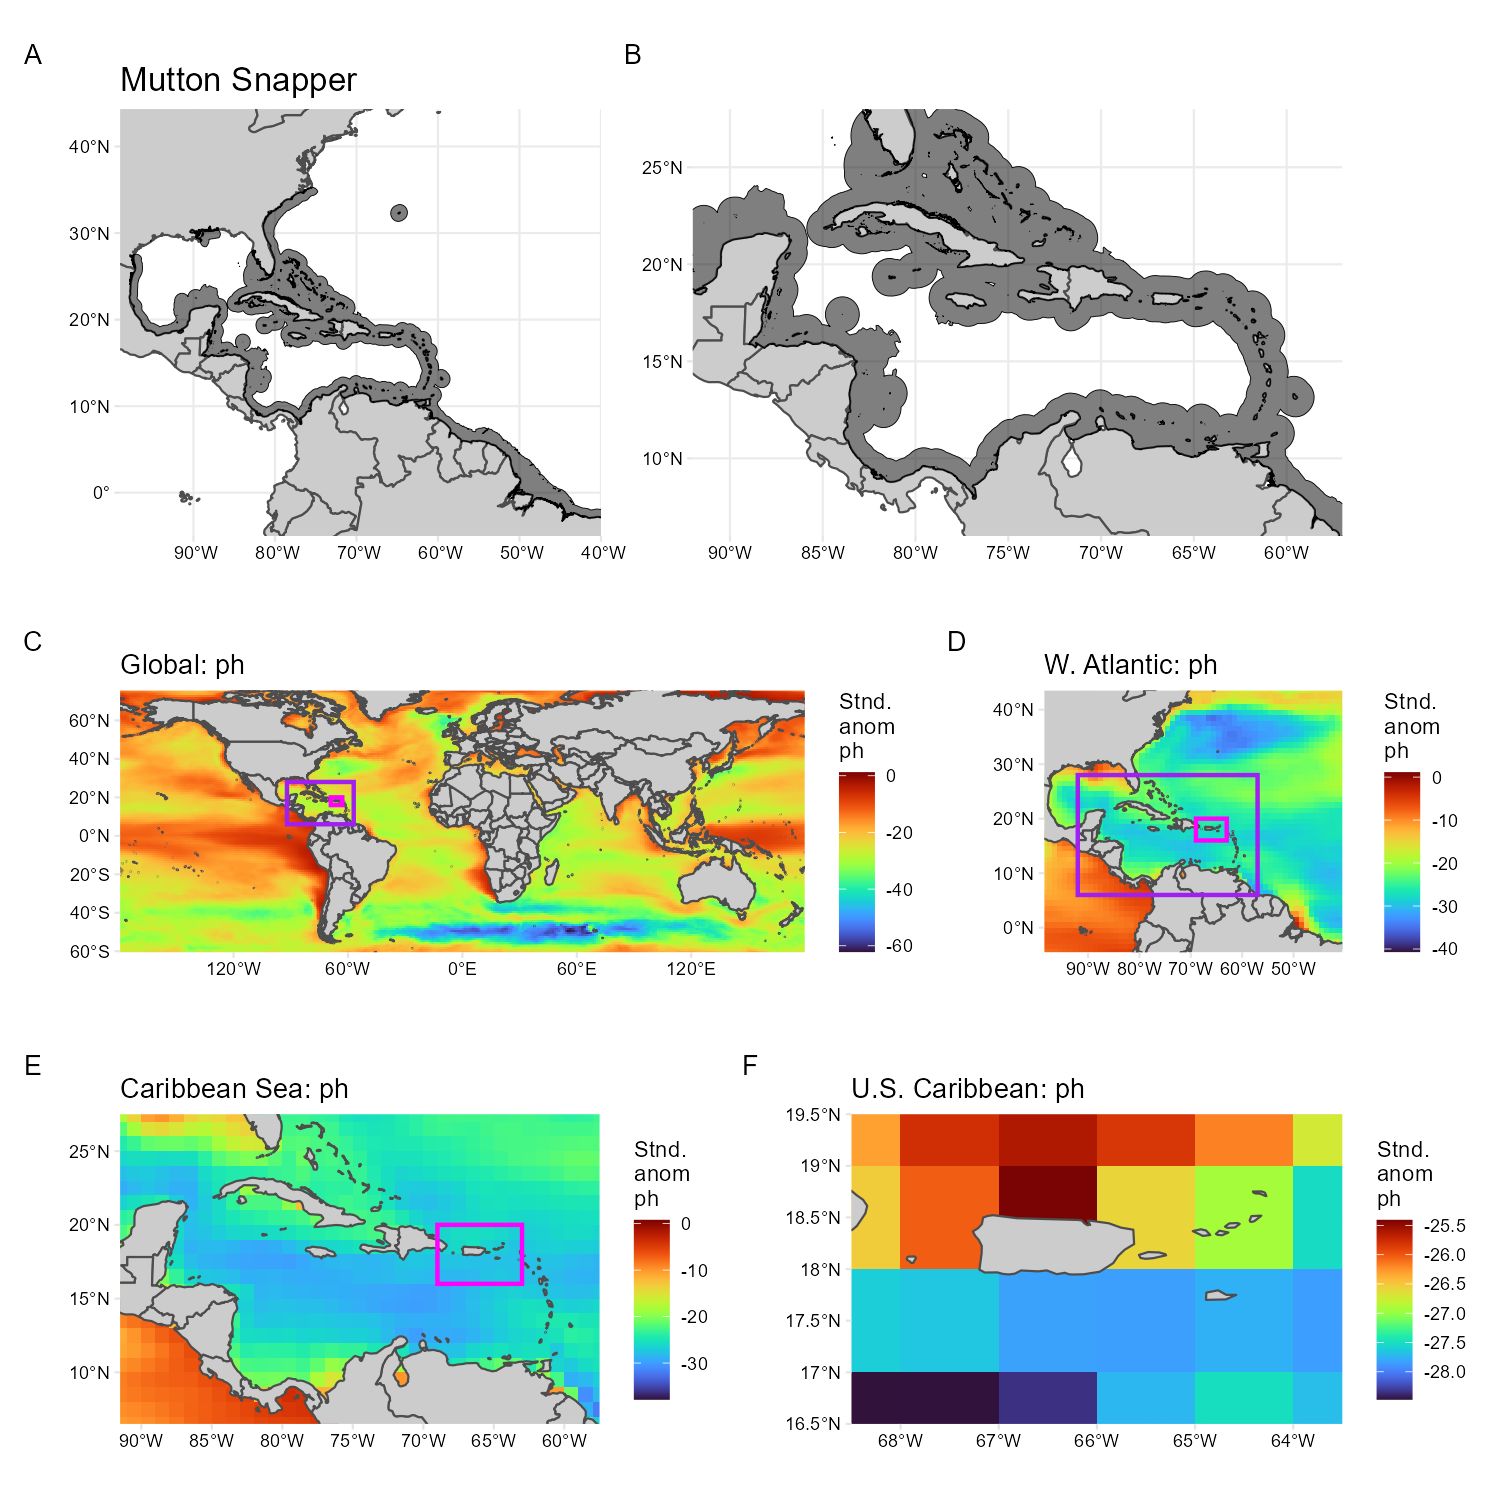 A
B
Mutton Snapper
40°N
30°N
20°N
10°N
0°
90°W 80°W 70°W 60°W 50°W 40°W
25°N
20°N
15°N
10°N
90°W 85°W 80°W 75°W 70°W 65°W 60°W
C
D
Global: ph
60°N
40°N
20°N
0°N
20°S
40°S
60°S
120°W 60°W 0°E 60°E 120°E
Stnd.
anom
ph
0
-20
-40
-60
W. Atlantic: ph
40°N
30°N
20°N
10°N
0°N
90°W 80°W 70°W 60°W 50°W
Stnd.
anom
ph
0
-10
-20
-30
-40
E
F
Caribbean Sea: ph
25°N
20°N
15°N
10°N
90°W 85°W 80°W 75°W 70°W 65°W 60°W
Stnd.
anom
ph
0
-10
-20
-30
U.S. Caribbean: ph
19.5°N
19°N
18.5°N
18°N
17.5°N
17°N
16.5°N
68°W 67°W 66°W 65°W 64°W
Stnd.
anom
ph
-25.5
-26.0
-26.5
-27.0
-27.5
-28.0